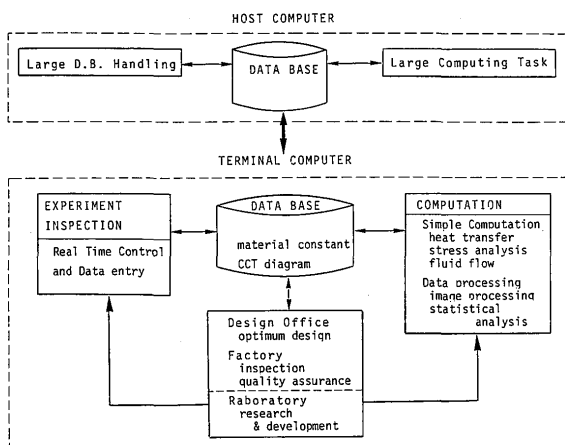 HOST COMPUTER
Large D.B. Handling
DATA BASE
Large Computing Task
TERMINAL COMPUTER
EXPERIMENT
INSPECTION
Real Time Control
and Data entry
DATA BASE
material constant
CCT diagram
COMPUTATION
Simple Computation
heat transfer
stress analysis
fluid flow
Data processing
image processing
statistical
analysis
Design Office
optimum design
Factory
inspection
quality assurance
Raboratory
research
& development